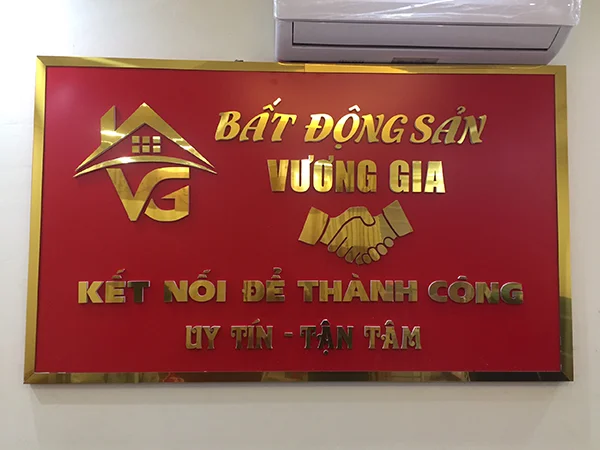 BẤT ĐỘNG SẢN
VG
VƯƠNG GIA
KẾT NỐI ĐỂ THÀNH CÔNG
UY TÍN - TẬN TÂM